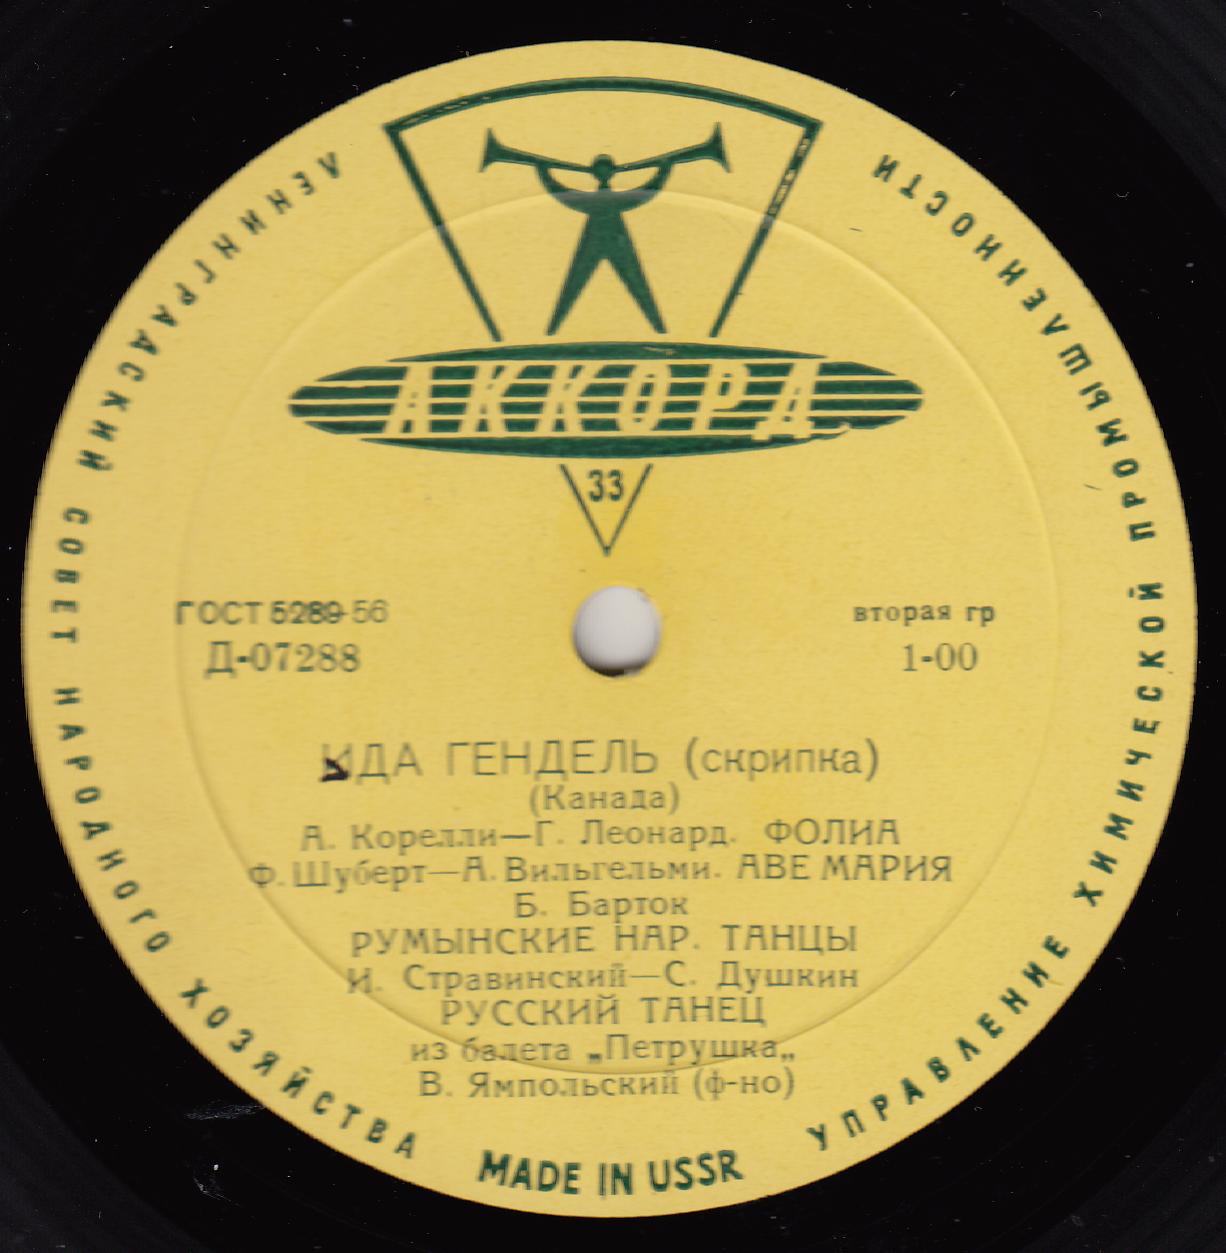 АККОРД
33
ГОСТ 5289-56
Д-07288
вторая гр
1-00
ИДА ГЕНДЕЛЬ (скрипка)
(Канада)
А. Корелли—Г. Леонард. ФОЛИА
Ф. Шуберт—А. Вильгельми. АВЕ МАРИЯ
Б. Барток
РУМЫНСКИЕ НАР. ТАНЦЫ
И. Стравинский—С. Душкин
РУССКИЙ ТАНЕЦ
из балета „Петрушка„
В. Ямпольский (ф-но)
ЛЕНИНГРАДСКИЙ СОВЕТ НАРОДНОГО ХОЗЯЙСТВА
MADE IN USSR
УПРАВЛЕНИЕ ХИМИЧЕСКОЙ ПРОМЫШЛЕННОСТИ